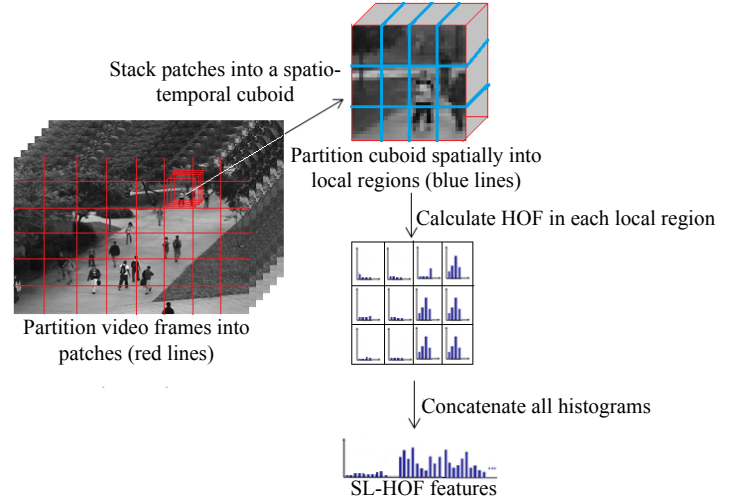 Stack patches into a spatio-
temporal cuboid
Partition cuboid spatially into
local regions (blue lines)
Calculate HOF in each local region
Partition video frames into
patches (red lines)
Concatenate all histograms
...
SL-HOF features